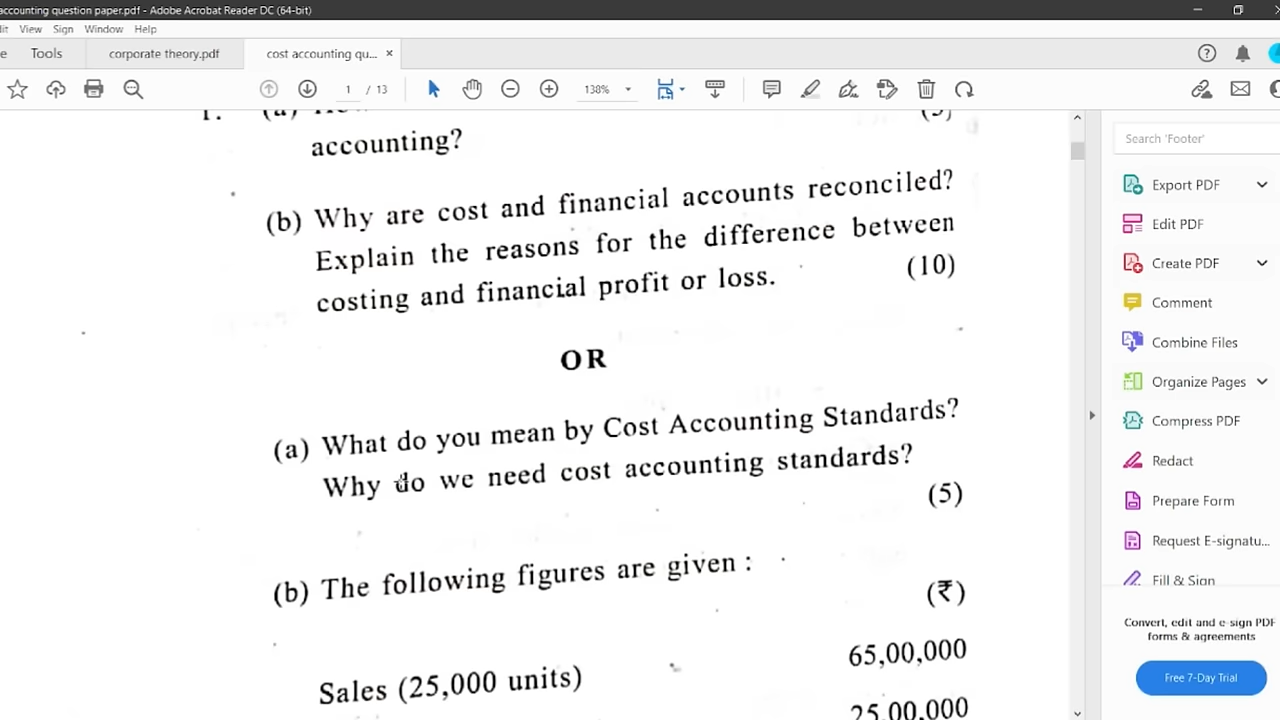 accounting question paper.pdf - Adobe Acrobat Reader DC (64-bit)
View Sign Window Help
Tools corporate theory.pdf cost accounting qu... ×
1 / 13 138%
1. (a)
accounting? (5)
(b) Why are cost and financial accounts reconciled?
Explain the reasons for the difference between
costing and financial profit or loss. (10)
OR
(a) What do you mean by Cost Accounting Standards?
Why do we need cost accounting standards?
(5)
(b) The following figures are given :
(₹)
Sales (25,000 units) 65,00,000
25,00,000
Search 'Footer'
Export PDF
Edit PDF
Create PDF
Comment
Combine Files
Organize Pages
Compress PDF
Redact
Prepare Form
Request E-signatu...
Fill & Sign
Convert, edit and e-sign PDF
forms & agreements
Free 7-Day Trial